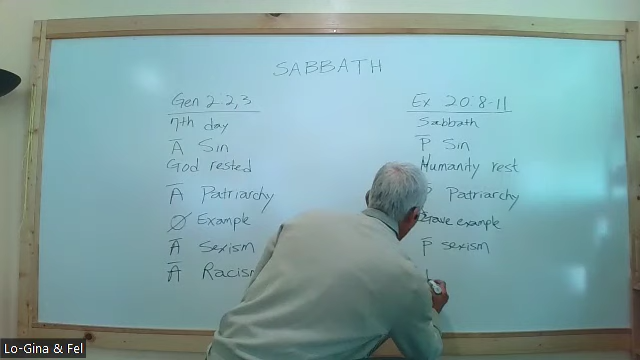 SABBATH
Gen 2:2,3
7th day
Ā Sin
God rested
Ā Patriarchy
Ø Example
Ā Sexism
Ā Racism
Ex 20:8-11
Sabbath
P̄ Sin
Humanity rest
P̄ Patriarchy
Gave example
P̄ sexism
Lo-Gina & Fel